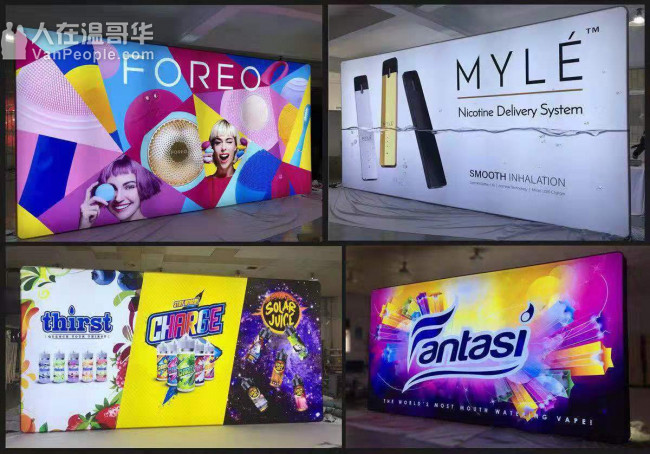 人在温哥华
VanPeople.com
FOREO
FOREO
MYLÉ™
Nicotine Delivery System
SMOOTH INHALATION
thirst
CHARGE
SOLAR
JUICE
Fantasi
THE WORLD'S MOST MOUTH WATERING VAPE!